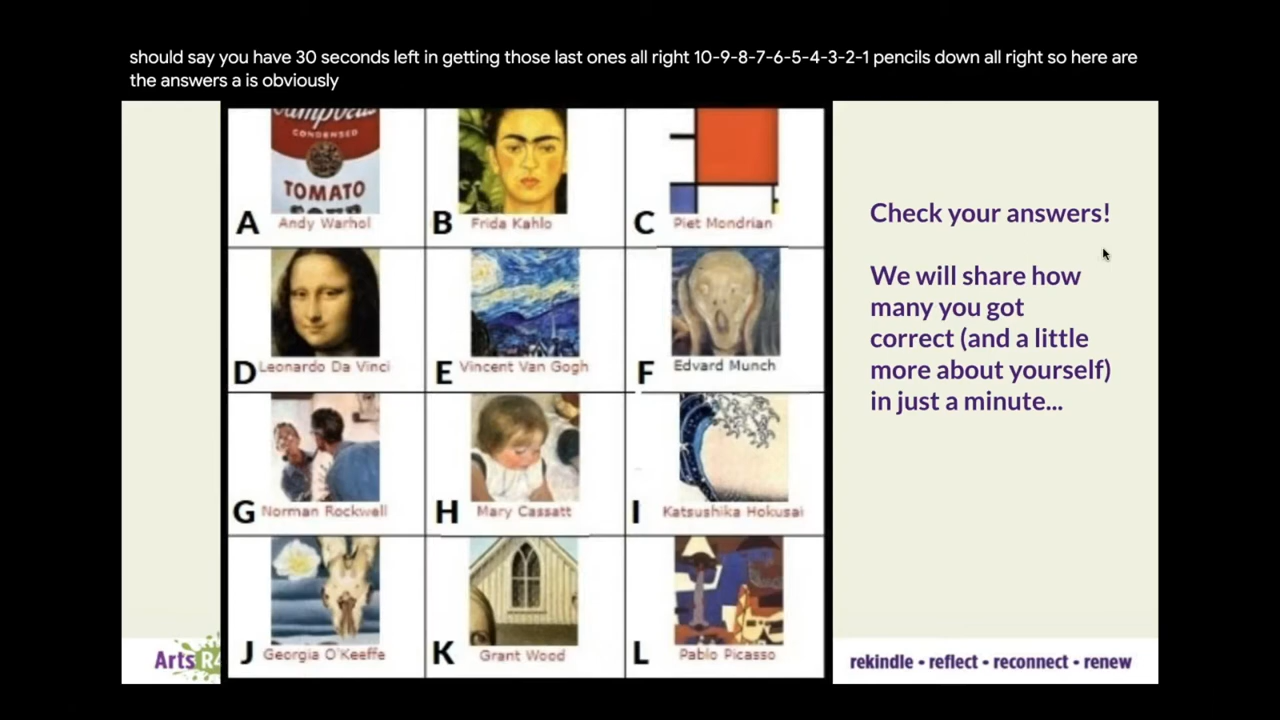 should say you have 30 seconds left in getting those last ones all right 10-9-8-7-6-5-4-3-2-1 pencils down all right so here are
the answers a is obviously
Campbell's
CONDENSED
TOMATO
SOUP
A Andy Warhol
B Frida Kahlo
C Piet Mondrian
D Leonardo Da Vinci
E Vincent Van Gogh
F Edvard Munch
G Norman Rockwell
H Mary Cassatt
I Katsushika Hokusai
J Georgia O'Keeffe
K Grant Wood
L Pablo Picasso
Check your answers!
We will share how
many you got
correct (and a little
more about yourself)
in just a minute...
Arts R4
rekindle • reflect • reconnect • renew